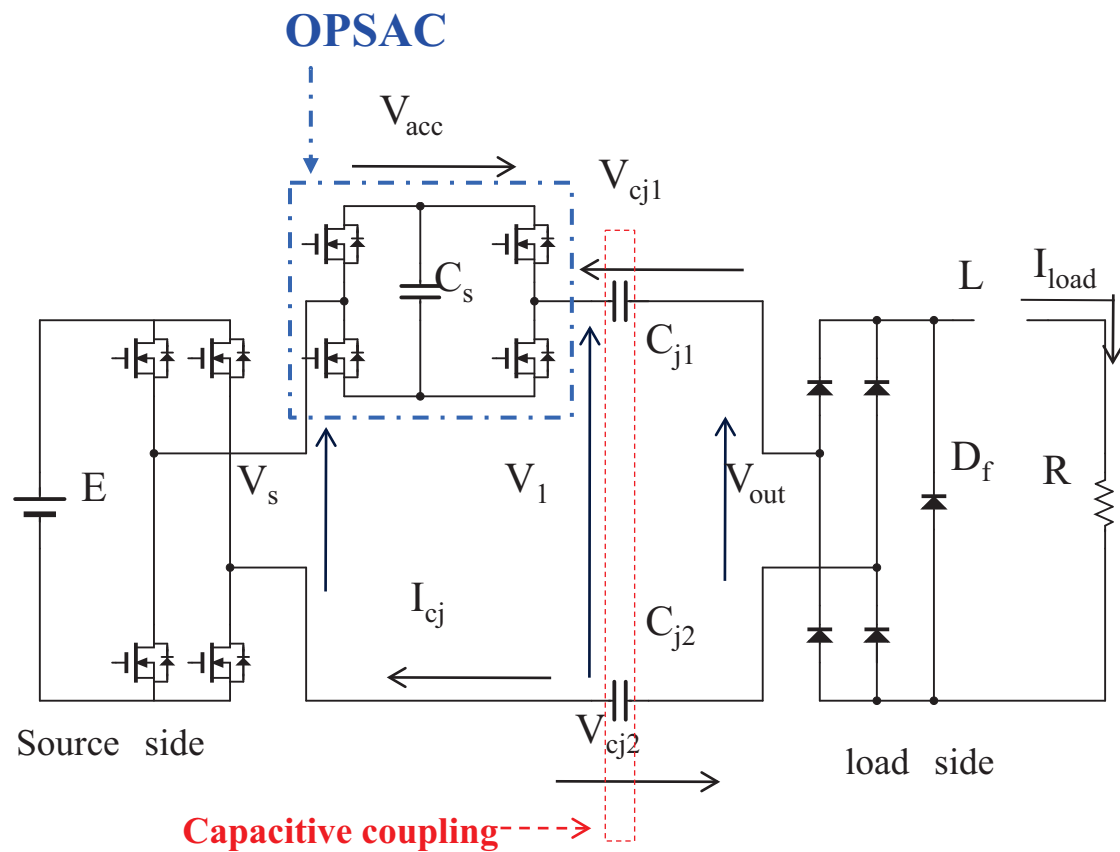 OPSAC
Vacc
Vcj1
Cs
L
Iload
Cj1
E
Vs
V1
Vout
Df
R
Icj
Cj2
Source side
Vcj2
load side
Capacitive coupling